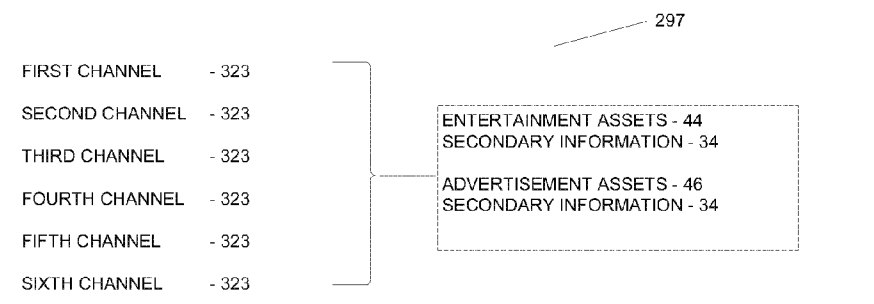 297
FIRST CHANNEL - 323
SECOND CHANNEL - 323
THIRD CHANNEL - 323
FOURTH CHANNEL - 323
FIFTH CHANNEL - 323
SIXTH CHANNEL - 323
ENTERTAINMENT ASSETS - 44
SECONDARY INFORMATION - 34
ADVERTISEMENT ASSETS - 46
SECONDARY INFORMATION - 34